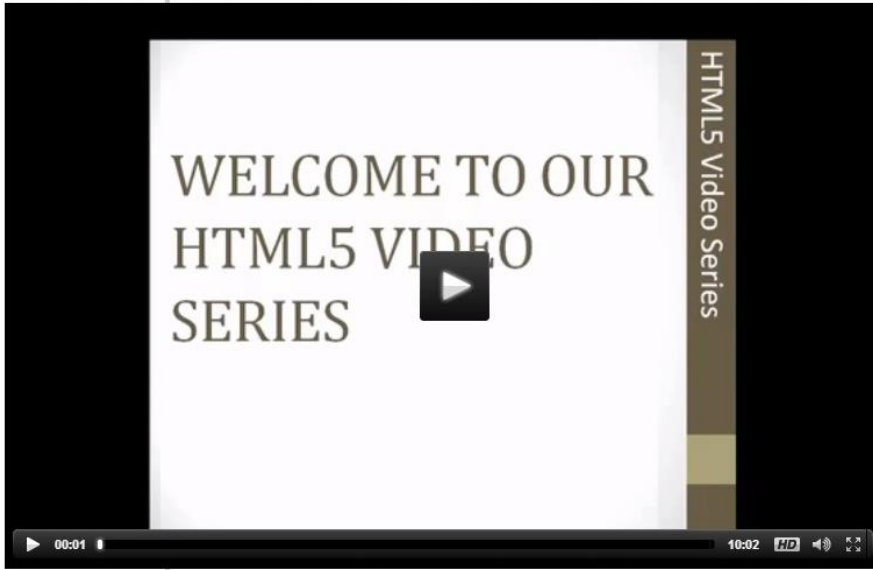 WELCOME TO OUR
HTML5 VIDEO
SERIES
HTML5 Video Series
00:01
10:02
HD